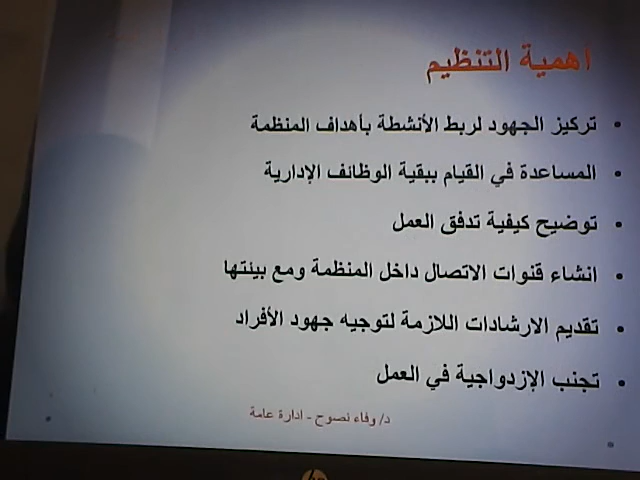 اهمية التنظيم
• تركيز الجهود لربط الأنشطة بأهداف المنظمة
• المساعدة في القيام ببقية الوظائف الإدارية
• توضيح كيفية تدفق العمل
• انشاء قنوات الاتصال داخل المنظمة ومع بيئتها
• تقديم الارشادات اللازمة لتوجيه جهود الأفراد
• تجنب الإزدواجية في العمل
د/ وفاء نصوح - ادارة عامة
hp